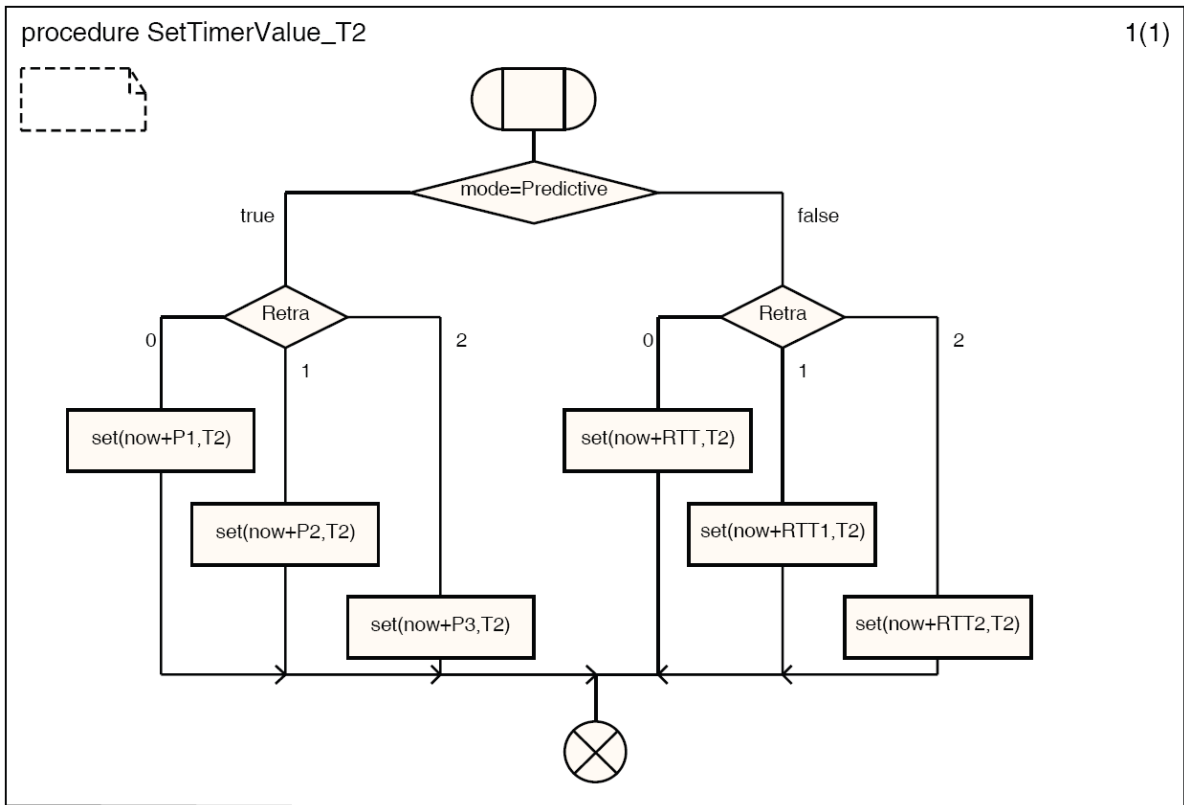 procedure SetTimerValue_T2
1(1)
mode=Predictive
true
false
Retra
Retra
0
2
0
2
1
1
set(now+P1,T2)
set(now+RTT,T2)
set(now+P2,T2)
set(now+RTT1,T2)
set(now+P3,T2)
set(now+RTT2,T2)